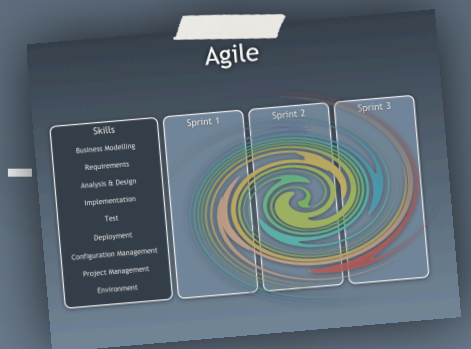 Agile
Skills
Business Modelling
Requirements
Analysis & Design
Implementation
Test
Deployment
Configuration Management
Project Management
Environment
Sprint 1
Sprint 2
Sprint 3